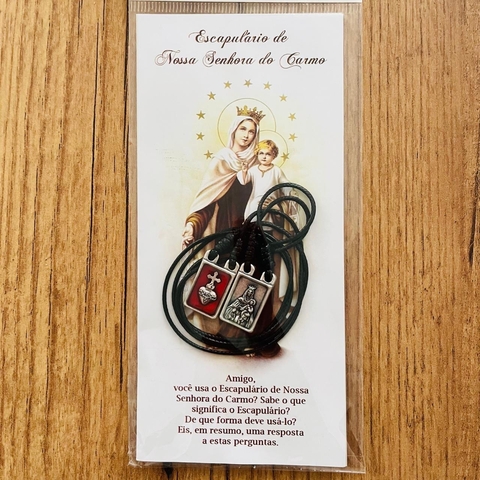 Escapulário de
Nossa Senhora do Carmo
Amigo,
você usa o Escapulário de Nossa
Senhora do Carmo? Sabe o que
significa o Escapulário?
De que forma deve usá-lo?
Eis, em resumo, uma resposta
a estas perguntas.